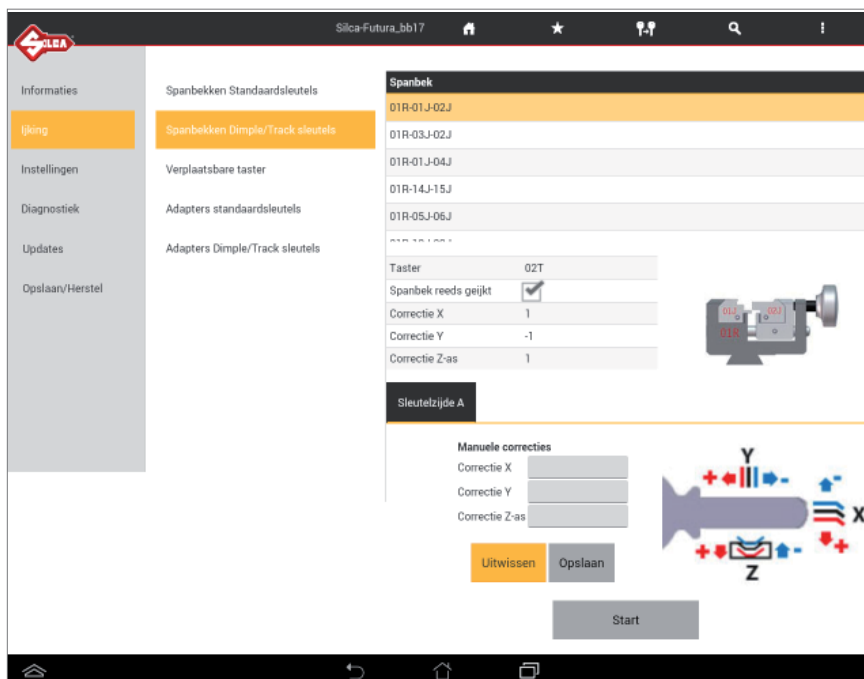 Silca-Futura_bb17
SILCA
Informaties
Ijking
Instellingen
Diagnostiek
Updates
Opslaan/Herstel
Spanbekken Standaardsleutels
Spanbekken Dimple/Track sleutels
Verplaatsbare taster
Adapters standaardsleutels
Adapters Dimple/Track sleutels
Spanbek
01R-01J-02J
01R-03J-02J
01R-01J-04J
01R-14J-15J
01R-05J-06J
Taster 02T
Spanbek reeds geijkt
Correctie X 1
Correctie Y -1
Correctie Z-as 1
01J 02J
01R
Sleutelzijde A
Manuele correcties
Correctie X
Correctie Y
Correctie Z-as
Uitwissen
Opslaan
Y
+ -
-
X
+
+ -
Z
Start